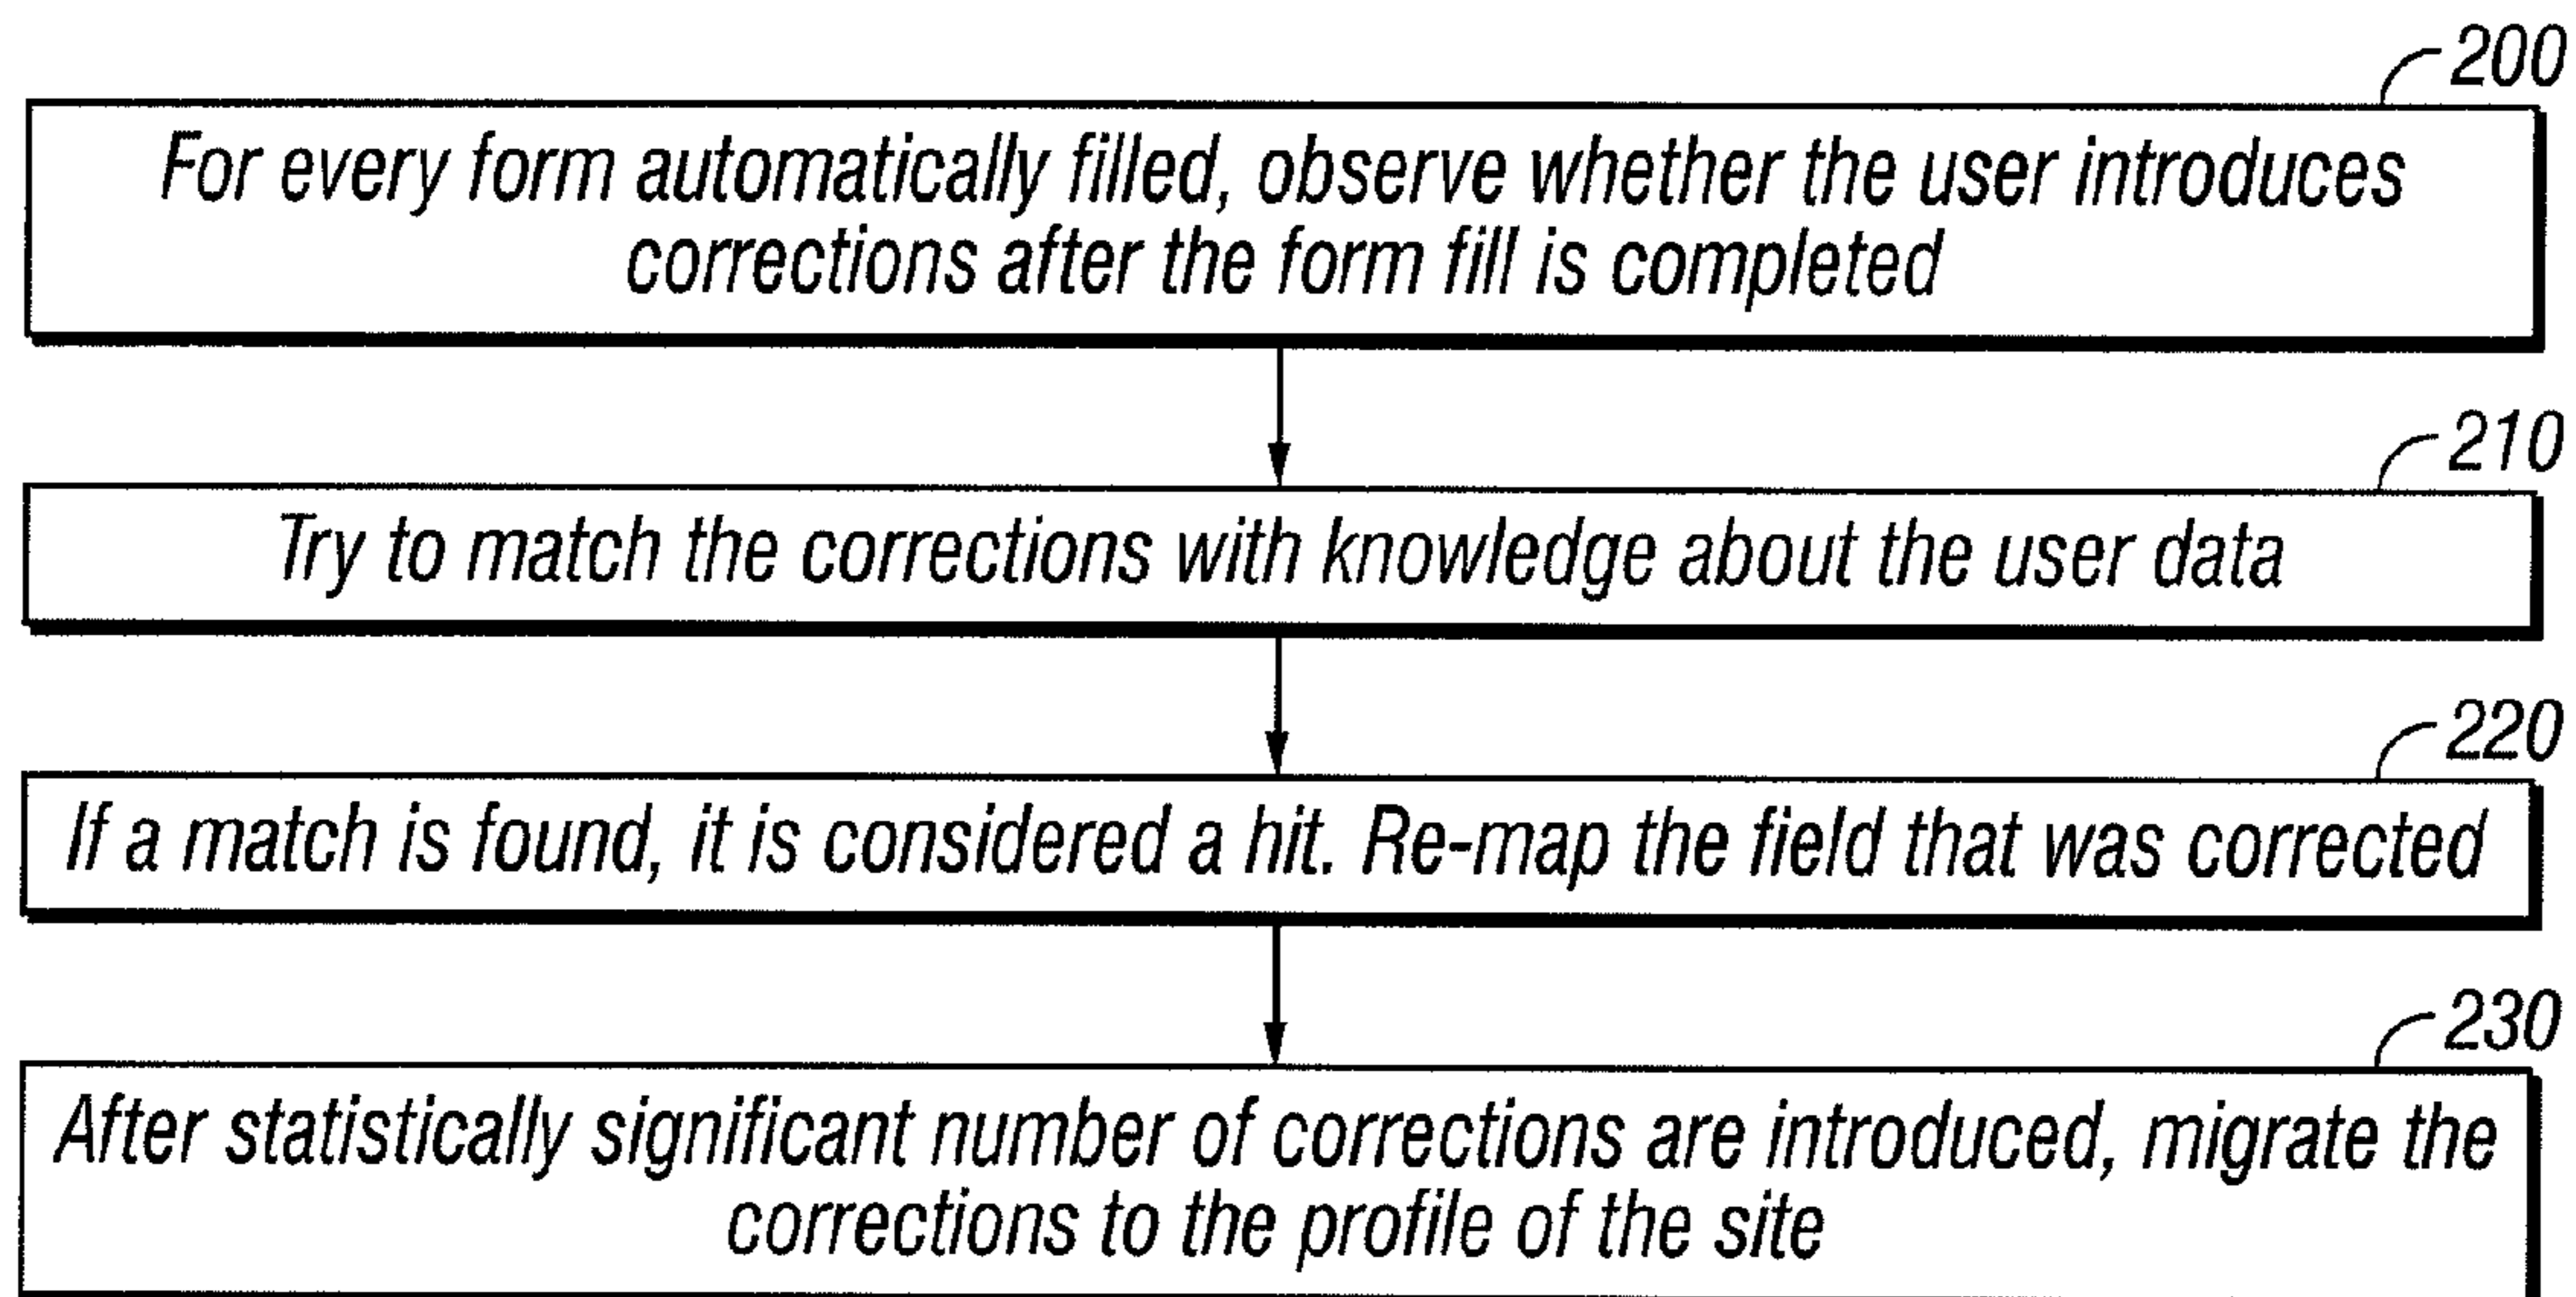 200
For every form automatically filled, observe whether the user introduces
corrections after the form fill is completed
210
Try to match the corrections with knowledge about the user data
220
If a match is found, it is considered a hit. Re-map the field that was corrected
230
After statistically significant number of corrections are introduced, migrate the
corrections to the profile of the site